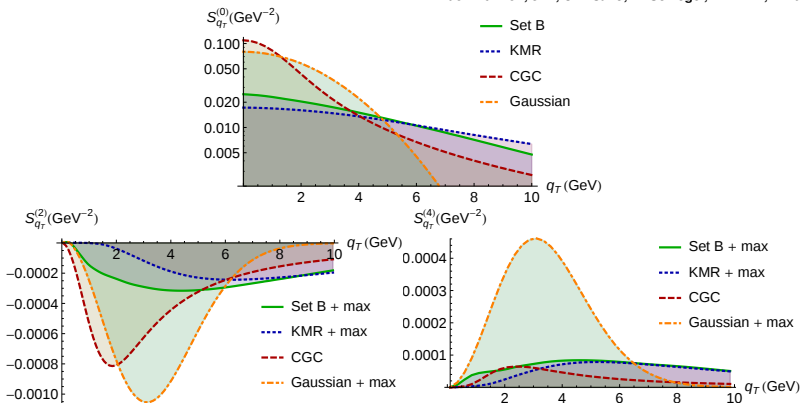 S_{q_T}^{(0)}(GeV^{-2})
Set B
KMR
CGC
Gaussian
0.100
0.050
0.020
0.010
0.005
2 4 6 8 10
q_T (GeV)
S_{q_T}^{(2)}(GeV^{-2})
q_T (GeV)
2 4 6 8 10
−0.0002
−0.0004
−0.0006
−0.0008
−0.0010
Set B + max
KMR + max
CGC
Gaussian + max
S_{q_T}^{(4)}(GeV^{-2})
Set B + max
KMR + max
CGC
Gaussian + max
0.0004
0.0003
0.0002
0.0001
q_T (GeV)
0 2 4 6 8 10